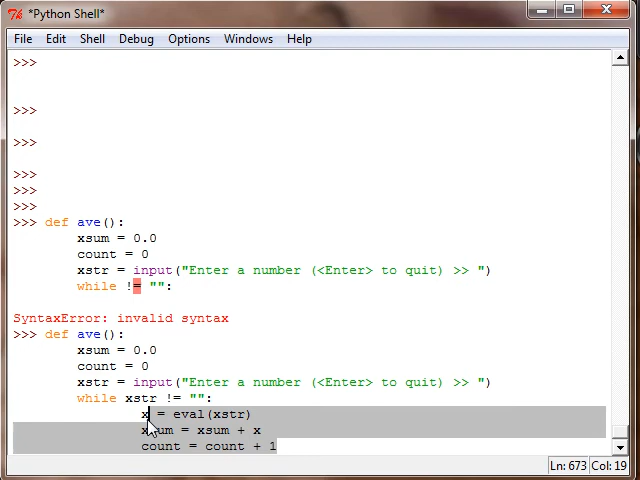 *Python Shell*
File Edit Shell Debug Options Windows Help
>>>
>>>
>>>
>>>
>>>
>>>
>>> def ave():
xsum = 0.0
count = 0
xstr = input("Enter a number (<Enter> to quit) >> ")
while != "":
SyntaxError: invalid syntax
>>> def ave():
xsum = 0.0
count = 0
xstr = input("Enter a number (<Enter> to quit) >> ")
while xstr != "":
x = eval(xstr)
xsum = xsum + x
count = count + 1
Ln: 673 Col: 19